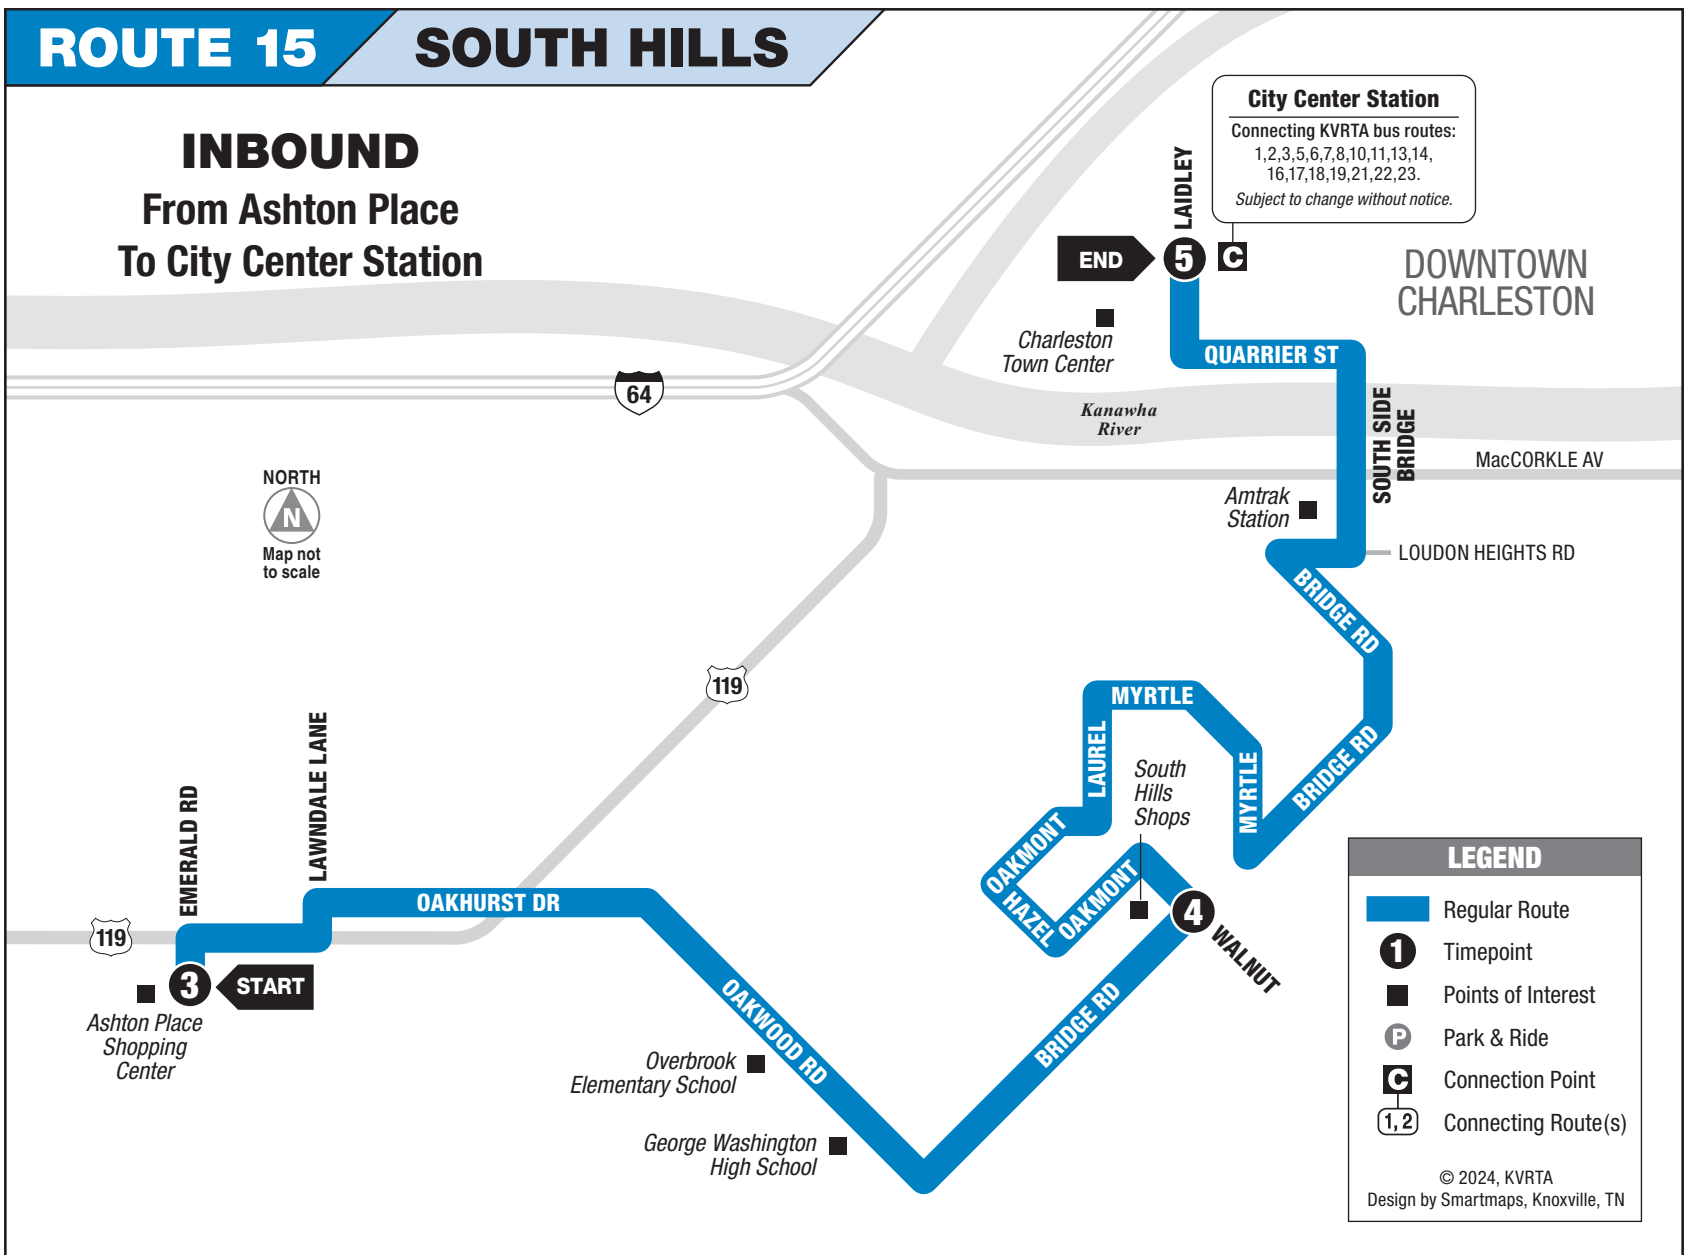 ROUTE 15
SOUTH HILLS
INBOUND
From Ashton Place
To City Center Station
City Center Station
Connecting KVRTA bus routes:
1,2,3,5,6,7,8,10,11,13,14,
16,17,18,19,21,22,23.
Subject to change without notice.
LAIDLEY
END
5
C
DOWNTOWN
CHARLESTON
Charleston
Town Center
QUARRIER ST
64
Kanawha
River
SOUTH SIDE
BRIDGE
MacCORKLE AV
NORTH
N
Map not
to scale
Amtrak
Station
LOUDON HEIGHTS RD
BRIDGE RD
119
MYRTLE
LAUREL
MYRTLE
BRIDGE RD
South
Hills
Shops
EMERALD RD
LAWNDALE LANE
OAKMONT
HAZEL
OAKMONT
OAKHURST DR
4
WALNUT
119
3
START
Ashton Place
Shopping
Center
OAKWOOD RD
BRIDGE RD
Overbrook
Elementary School
George Washington
High School
LEGEND
Regular Route
1
Timepoint
Points of Interest
P
Park & Ride
C
Connection Point
1, 2
Connecting Route(s)
© 2024, KVRTA
Design by Smartmaps, Knoxville, TN